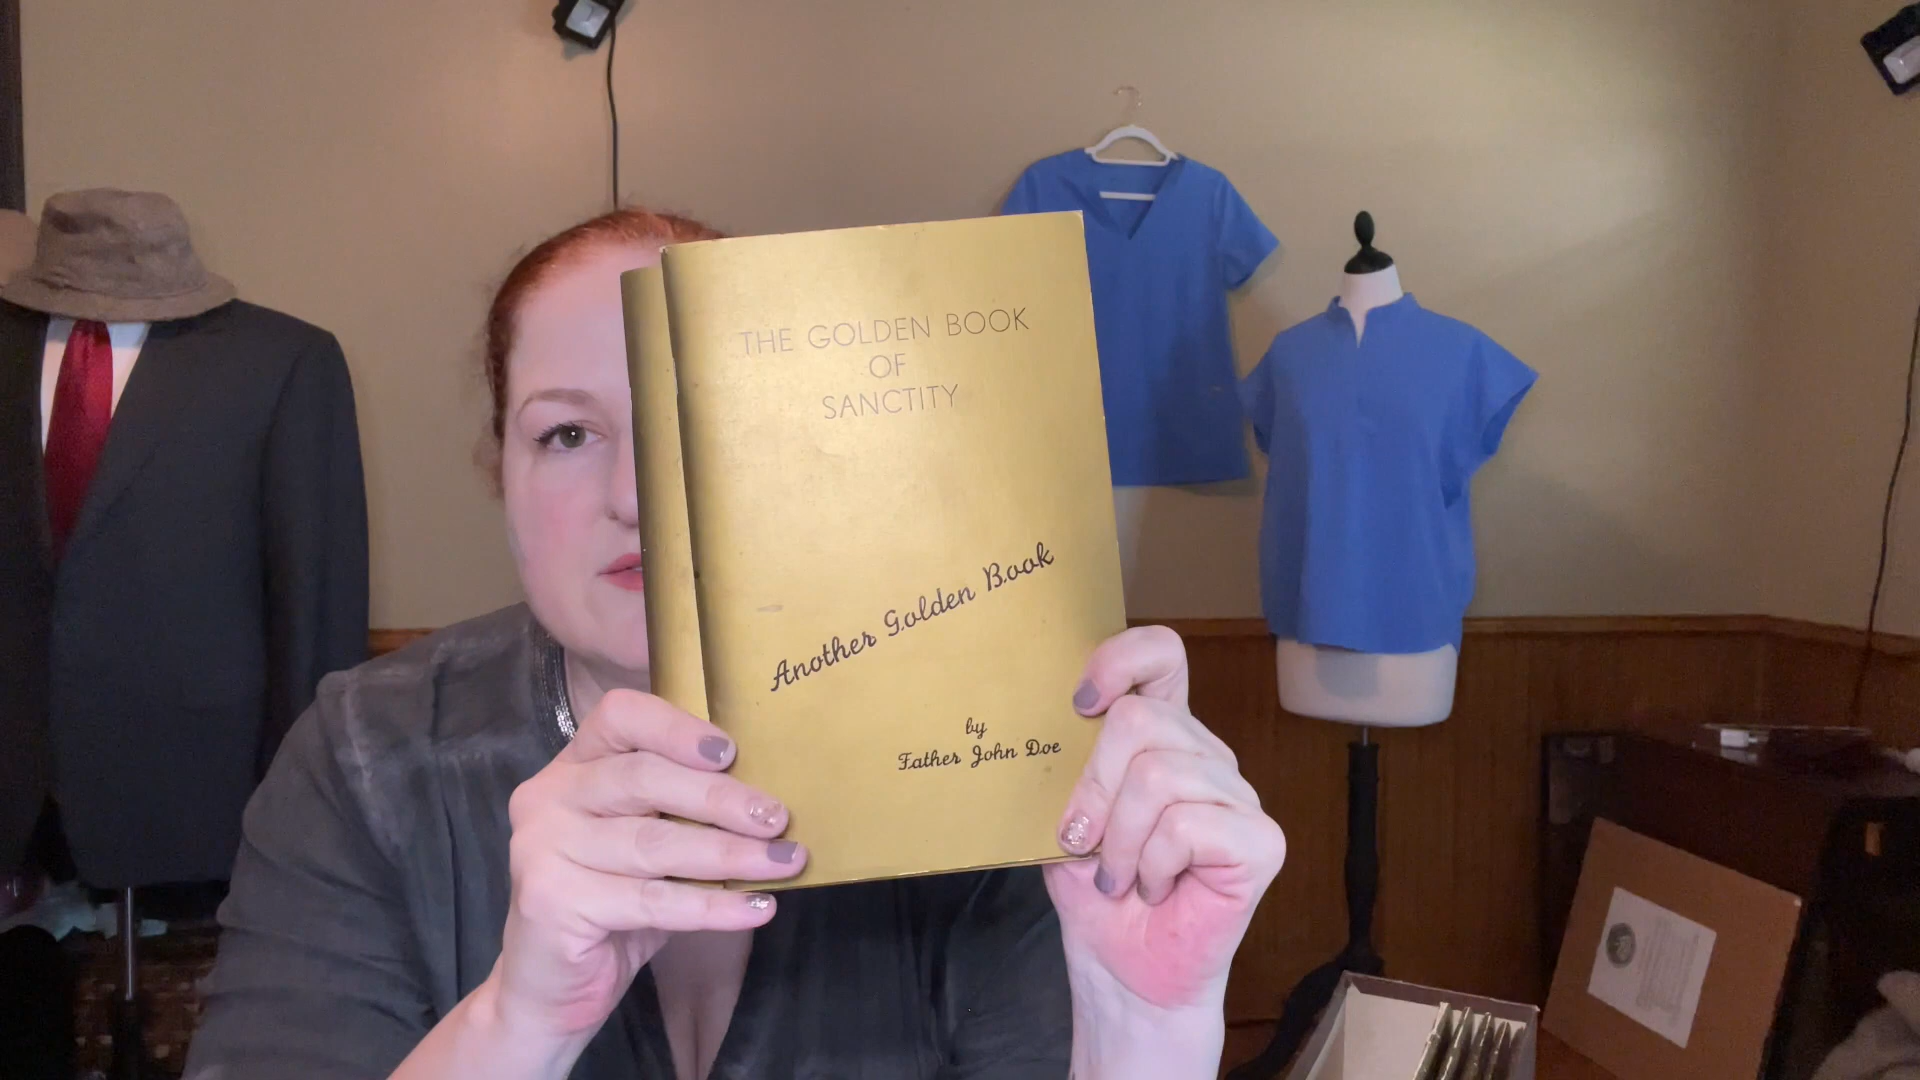 THE GOLDEN BOOK
OF
SANCTITY
Another Golden Book
by
Father John Doe